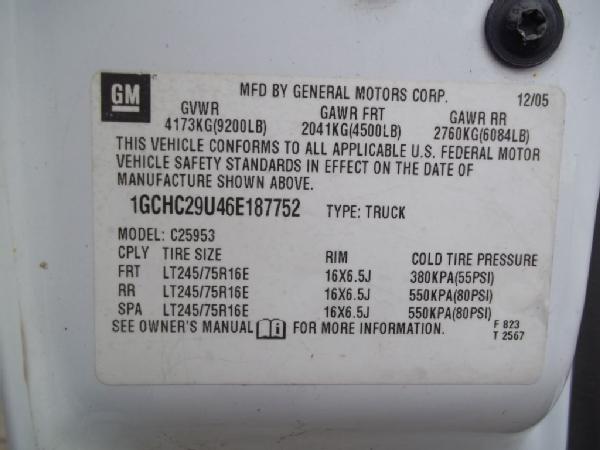 GM MFD BY GENERAL MOTORS CORP. 12/05
GVWR GAWR FRT GAWR RR
4173KG(9200LB) 2041KG(4500LB) 2760KG(6084LB)
THIS VEHICLE CONFORMS TO ALL APPLICABLE U.S. FEDERAL MOTOR
VEHICLE SAFETY STANDARDS IN EFFECT ON THE DATE OF
MANUFACTURE SHOWN ABOVE.
1GCHC29U46E187752 TYPE: TRUCK
MODEL: C25953
CPLY TIRE SIZE RIM COLD TIRE PRESSURE
FRT LT245/75R16E 16X6.5J 380KPA(55PSI)
RR LT245/75R16E 16X6.5J 550KPA(80PSI)
SPA LT245/75R16E 16X6.5J 550KPA(80PSI)
SEE OWNER'S MANUAL FOR MORE INFORMATION. F 823
T 2567